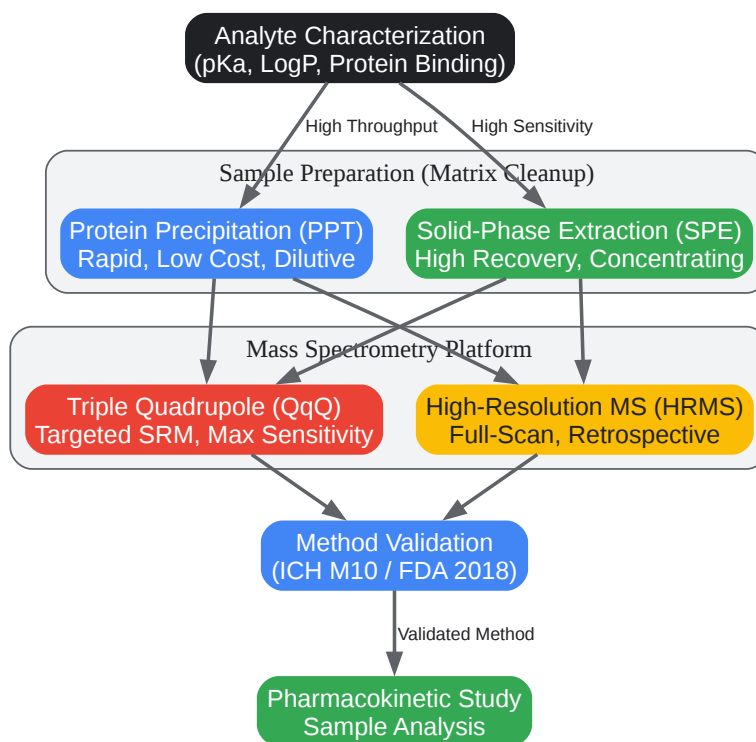 Analyte Characterization
(pKa, LogP, Protein Binding)
High Throughput
High Sensitivity
Sample Preparation (Matrix Cleanup)
Protein Precipitation (PPT)
Rapid, Low Cost, Dilutive
Solid-Phase Extraction (SPE)
High Recovery, Concentrating
Mass Spectrometry Platform
Triple Quadrupole (QqQ)
Targeted SRM, Max Sensitivity
High-Resolution MS (HRMS)
Full-Scan, Retrospective
Method Validation
(ICH M10 / FDA 2018)
Validated Method
Pharmacokinetic Study
Sample Analysis